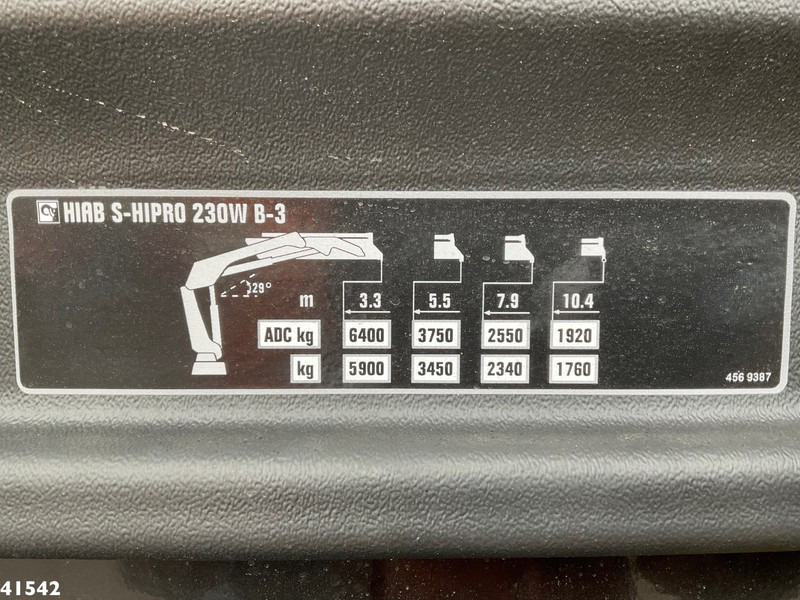 HIAB S-HIPRO 230W B-3
29°
m 3.3 5.5 7.9 10.4
ADC kg 6400 3750 2550 1920
kg 5900 3450 2340 1760
456 9387
41542